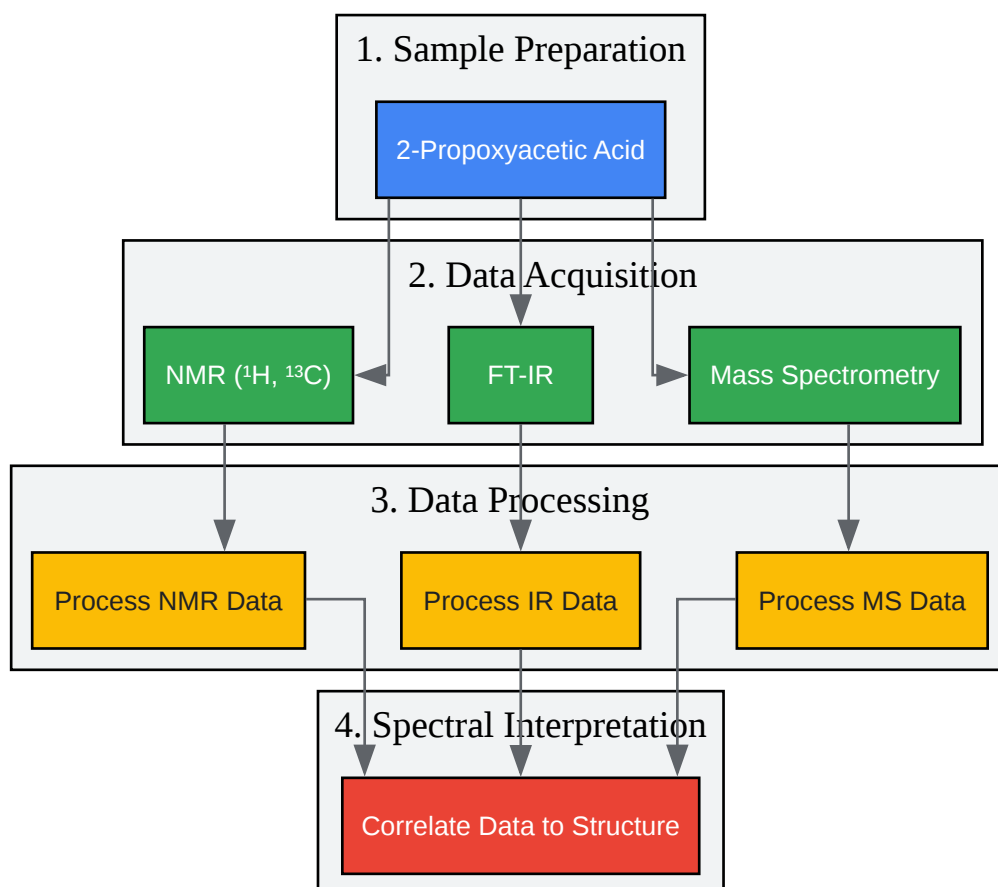 1. Sample Preparation
2-Propoxyacetic Acid
2. Data Acquisition
NMR (¹H, ¹³C)
FT-IR
Mass Spectrometry
3. Data Processing
Process NMR Data
Process IR Data
Process MS Data
4. Spectral Interpretation
Correlate Data to Structure